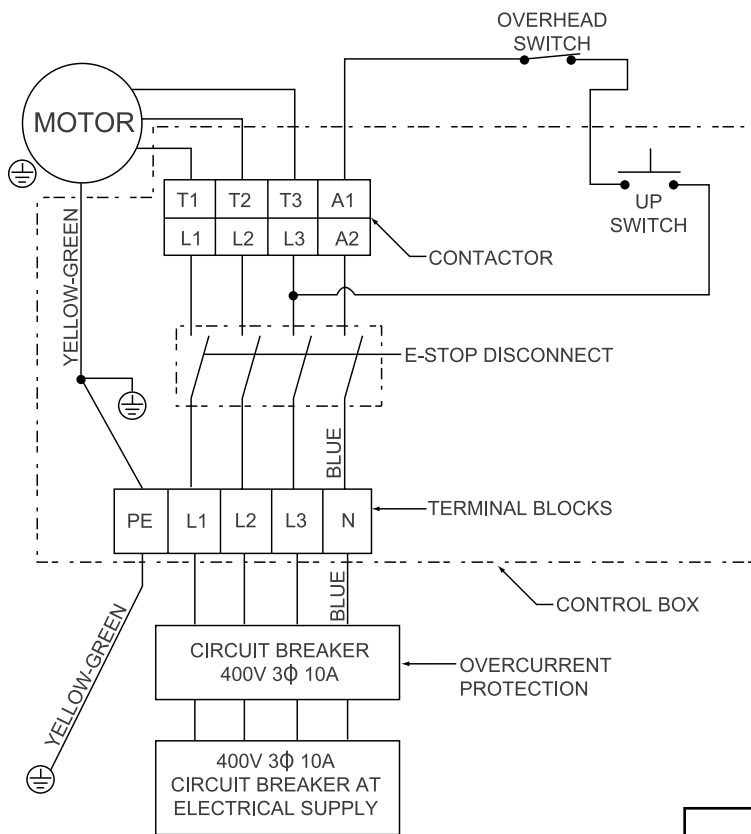 OVERHEAD
SWITCH
MOTOR
T1 T2 T3 A1
L1 L2 L3 A2
UP
SWITCH
CONTACTOR
YELLOW-GREEN
E-STOP DISCONNECT
BLUE
PE L1 L2 L3 N
TERMINAL BLOCKS
BLUE
CONTROL BOX
YELLOW-GREEN
CIRCUIT BREAKER
400V 3Φ 10A
OVERCURRENT
PROTECTION
400V 3Φ 10A
CIRCUIT BREAKER AT
ELECTRICAL SUPPLY